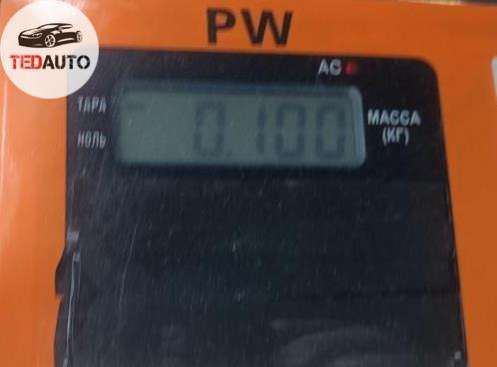 TEDAUTO
PW
AC
ТАРА
0.100
МАССА
НОЛЬ
(КГ)